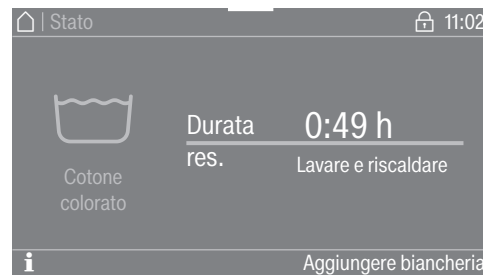 | Stato 11:02
Durata 0:49 h
res. Lavare e riscaldare
Cotone
colorato
i Aggiungere biancheria